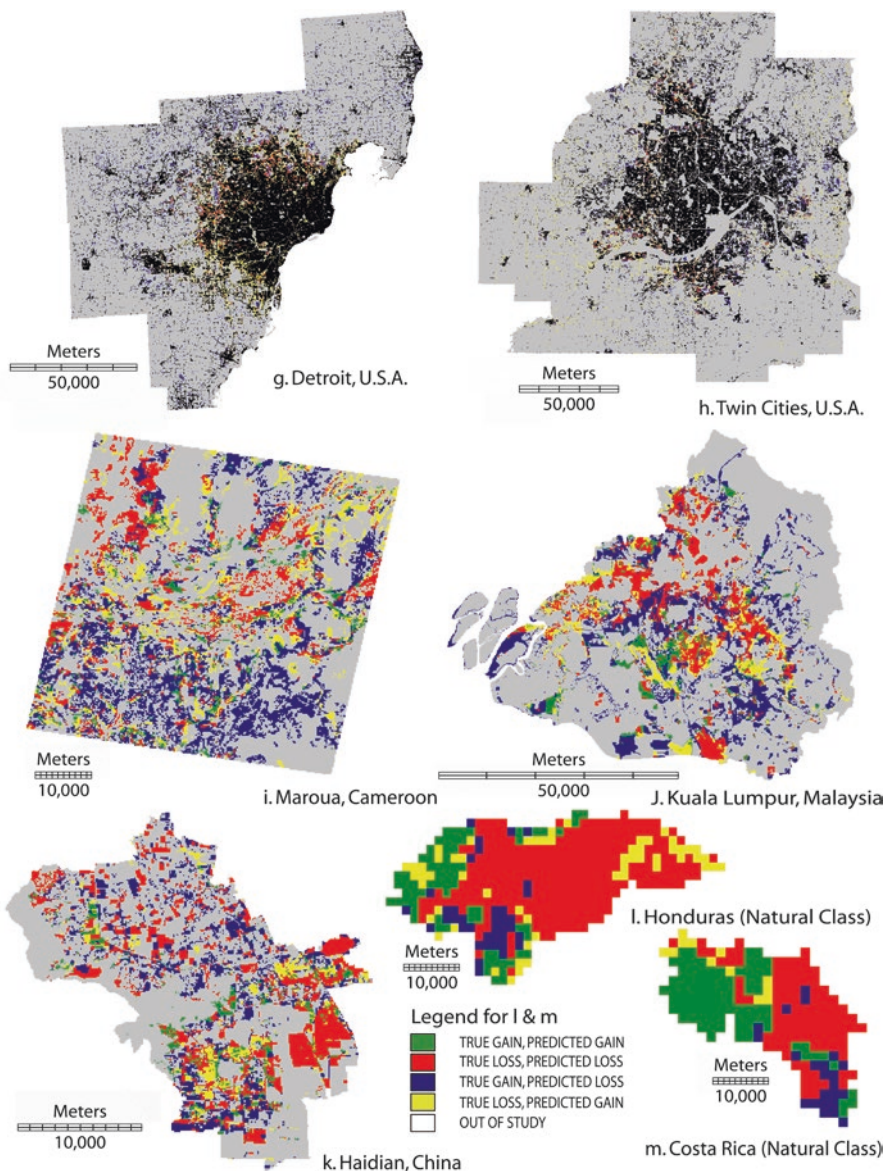 Meters
50,000
g. Detroit, U.S.A.
Meters
50,000
h. Twin Cities, U.S.A.
Meters
10,000
i. Maroua, Cameroon
Meters
50,000
J. Kuala Lumpur, Malaysia
Meters
10,000
k. Haidian, China
l. Honduras (Natural Class)
Meters
10,000
Legend for l & m
TRUE GAIN, PREDICTED GAIN
TRUE LOSS, PREDICTED LOSS
TRUE GAIN, PREDICTED LOSS
TRUE LOSS, PREDICTED GAIN
OUT OF STUDY
Meters
10,000
m. Costa Rica (Natural Class)